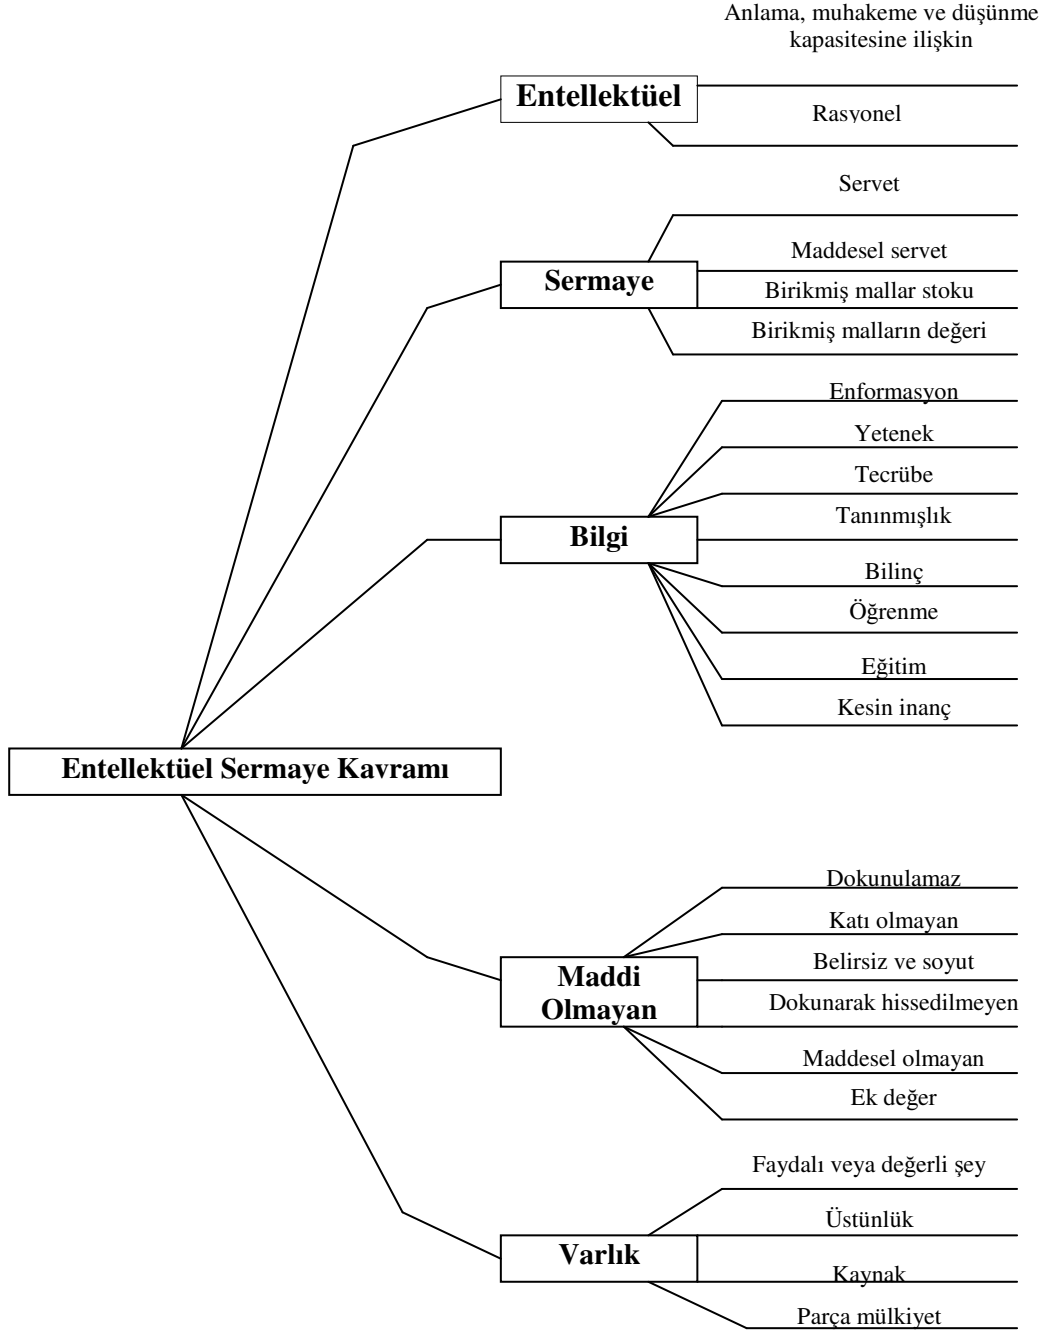 Anlama, muhakeme ve düşünme
kapasitesine ilişkin
Entellektüel
Rasyonel
Servet
Maddesel servet
Sermaye
Birikmiş mallar stoku
Birikmiş malların değeri
Enformasyon
Yetenek
Tecrübe
Tanınmışlık
Bilgi
Bilinç
Öğrenme
Eğitim
Kesin inanç
Entellektüel Sermaye Kavramı
Dokunulamaz
Katı olmayan
Belirsiz ve soyut
Maddi
Olmayan
Dokunarak hissedilmeyen
Maddesel olmayan
Ek değer
Faydalı veya değerli şey
Üstünlük
Varlık
Kaynak
Parça mülkiyet